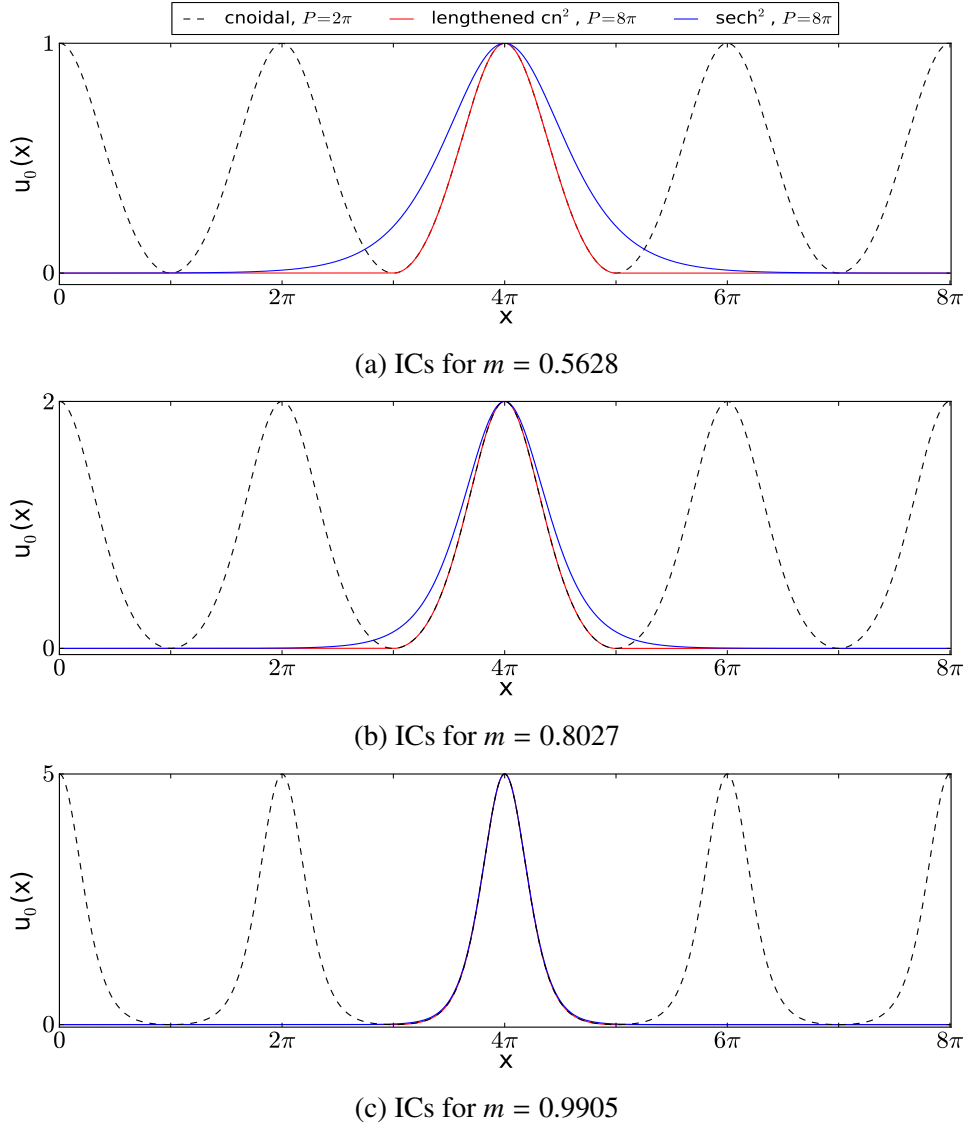 cnoidal, P=2π lengthened cn², P=8π sech², P=8π
1
u₀(x)
0
0 2π 4π 6π 8π
x
(a) ICs for m = 0.5628
2
u₀(x)
0
0 2π 4π 6π 8π
x
(b) ICs for m = 0.8027
5
u₀(x)
0
0 2π 4π 6π 8π
x
(c) ICs for m = 0.9905